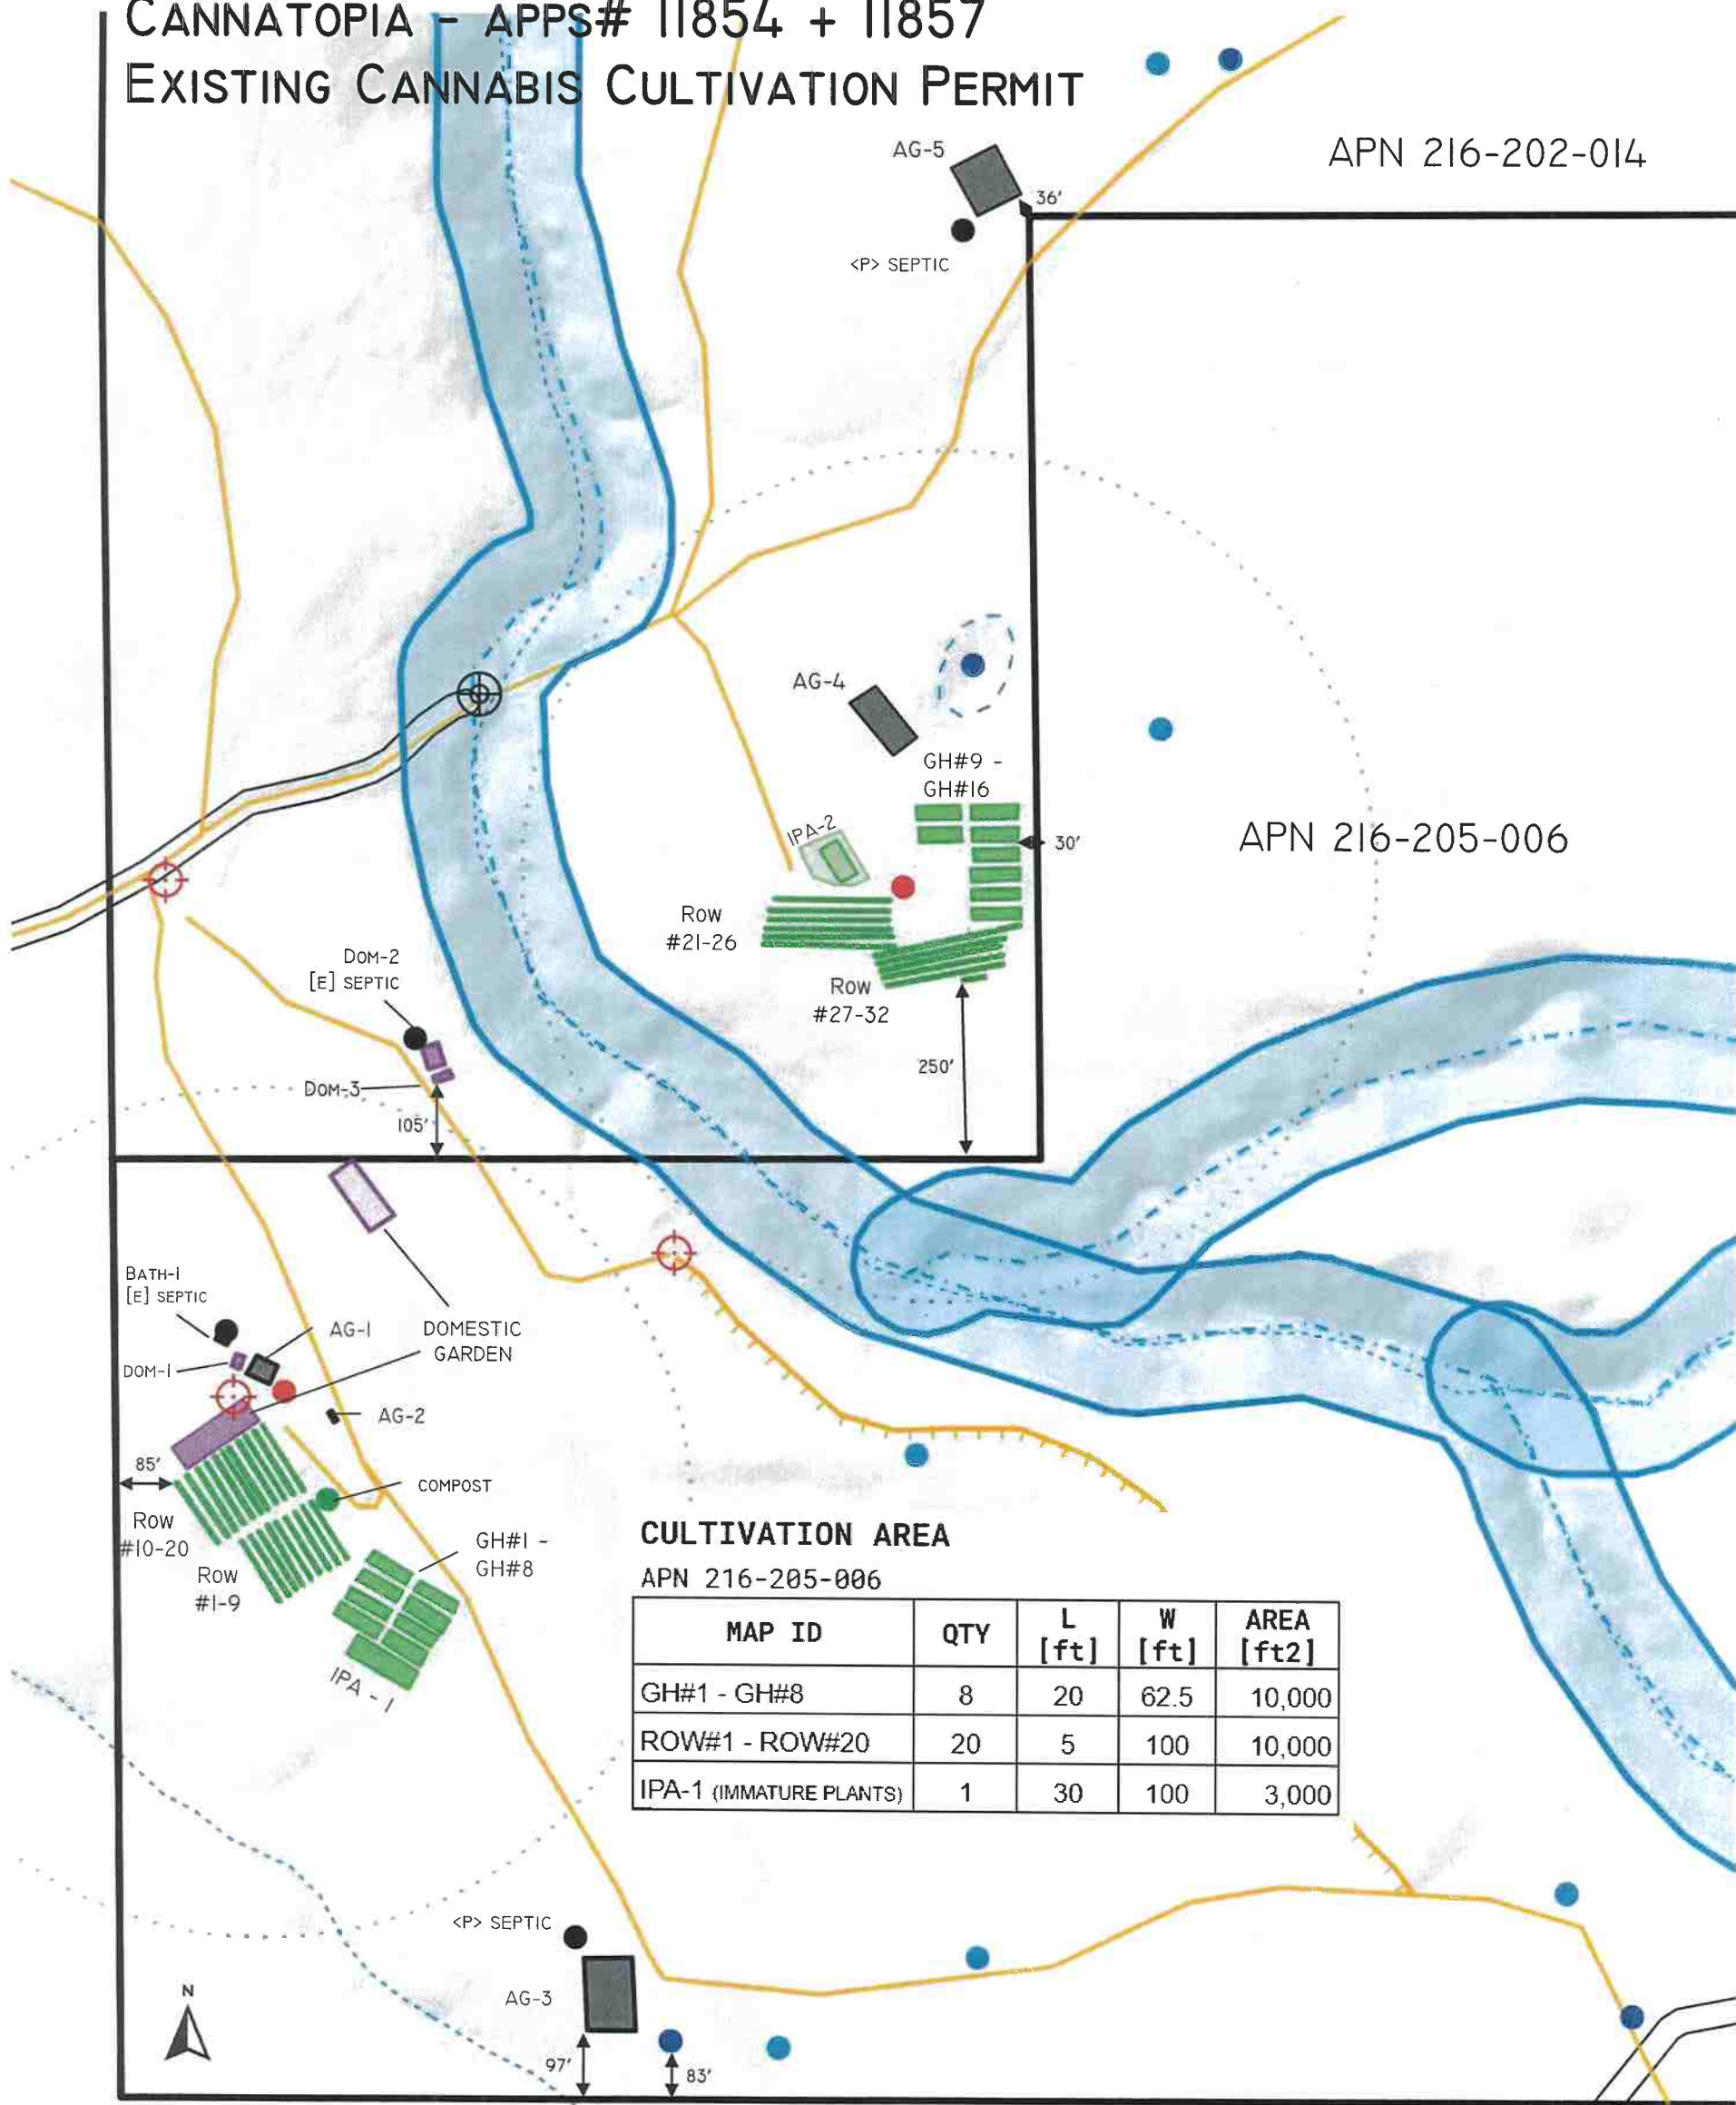 CANNATOPIA - APPS# 11854 + 11857
EXISTING CANNABIS CULTIVATION PERMIT
AG-5
APN 216-202-014
36'
<P> SEPTIC
AG-4
GH#9 -
GH#16
IPA-2
30'
APN 216-205-006
Row
#21-26
Dom-2
[E] SEPTIC
Row
#27-32
250'
Dom-3
105'
BATH-1
[E] SEPTIC
AG-1
DOMESTIC
GARDEN
DOM-1
AG-2
85'
COMPOST
Row
#10-20
GH#1 -
GH#8
Row
#1-9
IPA - 1
CULTIVATION AREA
APN 216-205-006
MAP ID QTY L [ft] W [ft] AREA [ft2]
GH#1 - GH#8 8 20 62.5 10,000
ROW#1 - ROW#20 20 5 100 10,000
IPA-1 (IMMATURE PLANTS) 1 30 100 3,000
<P> SEPTIC
N
AG-3
97'
83'